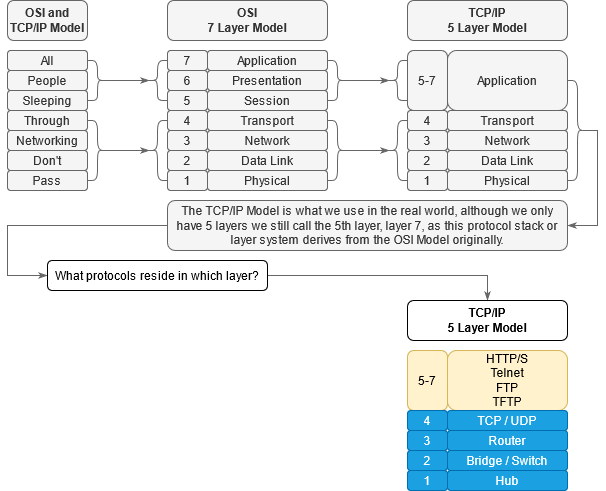 OSI and
TCP/IP Model
OSI
7 Layer Model
TCP/IP
5 Layer Model
All
People
Sleeping
Through
Networking
Don't
Pass
7 Application
6 Presentation
5 Session
4 Transport
3 Network
2 Data Link
1 Physical
5-7 Application
4 Transport
3 Network
2 Data Link
1 Physical
The TCP/IP Model is what we use in the real world, although we only
have 5 layers we still call the 5th layer, layer 7, as this protocol stack or
layer system derives from the OSI Model originally.
What protocols reside in which layer?
TCP/IP
5 Layer Model
5-7
HTTP/S
Telnet
FTP
TFTP
4 TCP / UDP
3 Router
2 Bridge / Switch
1 Hub